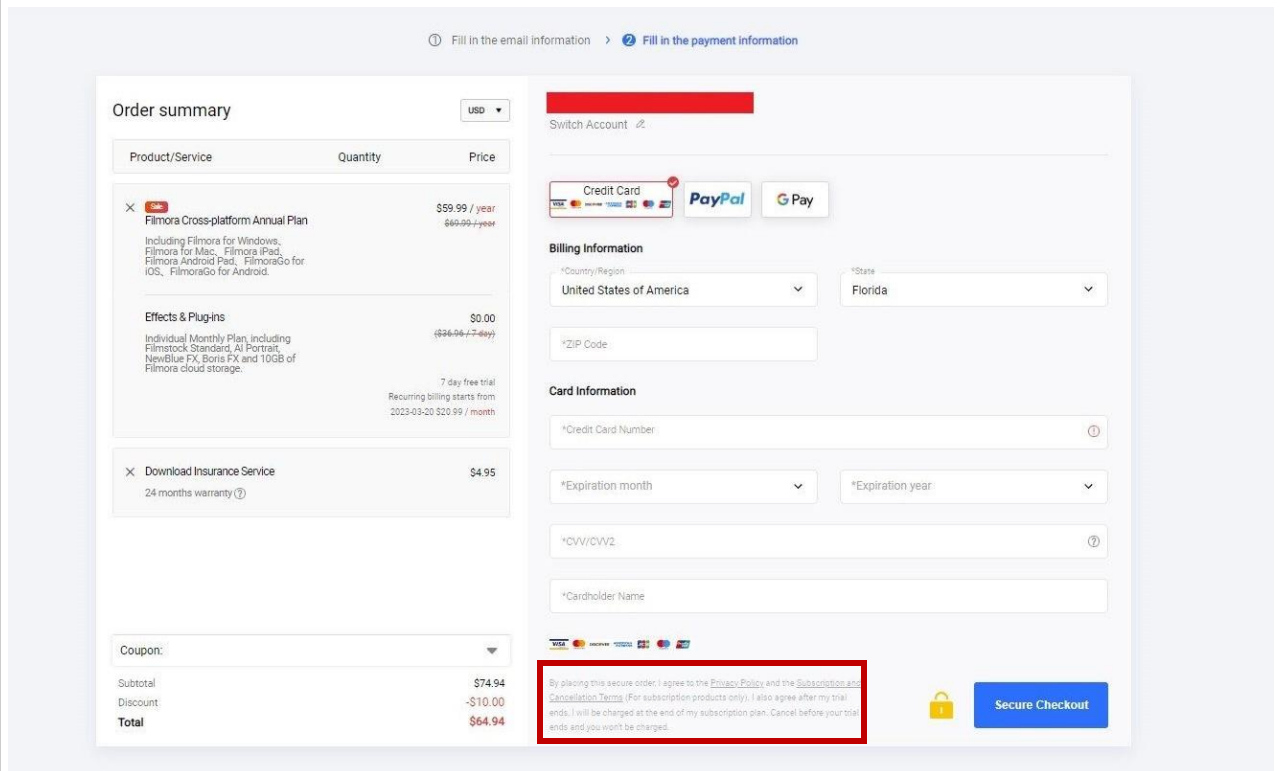 ① Fill in the email information > ② Fill in the payment information
Order summary
USD
Product/Service Quantity Price
Sale
Filmora Cross-platform Annual Plan $59.99 / year
$69.99 / year
Including Filmora for Windows、
Filmora for Mac、 Filmora iPad、
Filmora Android Pad、 FilmoraGo for
iOS、 FilmoraGo for Android.
Effects & Plug-ins $0.00
($36.96 / 7 day)
Individual Monthly Plan, including
Filmstock Standard, AI Portrait,
NewBlue FX, Boris FX and 10GB of
Filmora cloud storage.
7 day free trial
Recurring billing starts from
2023-03-20 $20.99 / month
Download Insurance Service $4.95
24 months warranty
Coupon:
Subtotal $74.94
Discount -$10.00
Total $64.94
Switch Account
Credit Card
VISA
PayPal
G Pay
Billing Information
*Country/Region
United States of America
*State
Florida
*ZIP Code
Card Information
*Credit Card Number
*Expiration month
*Expiration year
*CVV/CVV2
*Cardholder Name
VISA DISCOVER
By placing this secure order, I agree to the Privacy Policy and the Subscription and
Cancellation Terms (For subscription products only). I also agree after my trial
ends, I will be charged at the end of my subscription plan. Cancel before your trial
ends and you won't be charged.
Secure Checkout